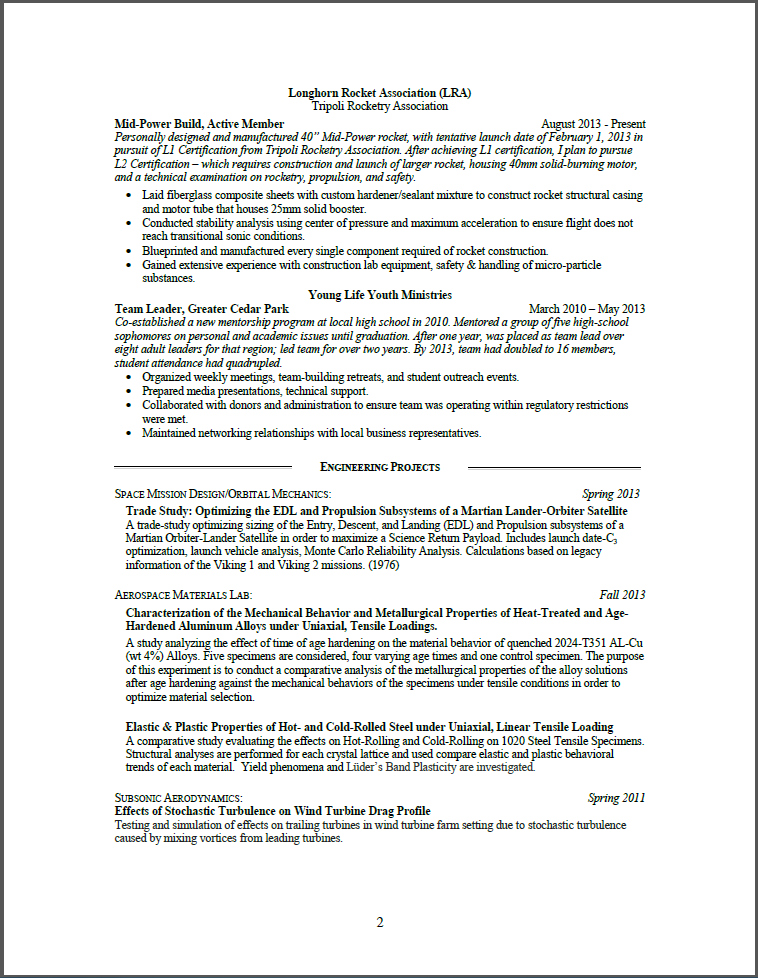 Longhorn Rocket Association (LRA)
Tripoli Rocketry Association
Mid-Power Build, Active Member August 2013 - Present
Personally designed and manufactured 40” Mid-Power rocket, with tentative launch date of February 1, 2013 in
pursuit of L1 Certification from Tripoli Rocketry Association. After achieving L1 certification, I plan to pursue
L2 Certification – which requires construction and launch of larger rocket, housing 40mm solid-burning motor,
and a technical examination on rocketry, propulsion, and safety.
• Laid fiberglass composite sheets with custom hardener/sealant mixture to construct rocket structural casing
and motor tube that houses 25mm solid booster.
• Conducted stability analysis using center of pressure and maximum acceleration to ensure flight does not
reach transitional sonic conditions.
• Blueprinted and manufactured every single component required of rocket construction.
• Gained extensive experience with construction lab equipment, safety & handling of micro-particle
substances.
Young Life Youth Ministries
Team Leader, Greater Cedar Park March 2010 – May 2013
Co-established a new mentorship program at local high school in 2010. Mentored a group of five high-school
sophomores on personal and academic issues until graduation. After one year, was placed as team lead over
eight adult leaders for that region; led team for over two years. By 2013, team had doubled to 16 members,
student attendance had quadrupled.
• Organized weekly meetings, team-building retreats, and student outreach events.
• Prepared media presentations, technical support.
• Collaborated with donors and administration to ensure team was operating within regulatory restrictions
were met.
• Maintained networking relationships with local business representatives.
ENGINEERING PROJECTS
SPACE MISSION DESIGN/ORBITAL MECHANICS: Spring 2013
Trade Study: Optimizing the EDL and Propulsion Subsystems of a Martian Lander-Orbiter Satellite
A trade-study optimizing sizing of the Entry, Descent, and Landing (EDL) and Propulsion subsystems of a
Martian Orbiter-Lander Satellite in order to maximize a Science Return Payload. Includes launch date-C₃
optimization, launch vehicle analysis, Monte Carlo Reliability Analysis. Calculations based on legacy
information of the Viking 1 and Viking 2 missions. (1976)
AEROSPACE MATERIALS LAB: Fall 2013
Characterization of the Mechanical Behavior and Metallurgical Properties of Heat-Treated and Age-
Hardened Aluminum Alloys under Uniaxial, Tensile Loadings.
A study analyzing the effect of time of age hardening on the material behavior of quenched 2024-T351 AL-Cu
(wt 4%) Alloys. Five specimens are considered, four varying age times and one control specimen. The purpose
of this experiment is to conduct a comparative analysis of the metallurgical properties of the alloy solutions
after age hardening against the mechanical behaviors of the specimens under tensile conditions in order to
optimize material selection.
Elastic & Plastic Properties of Hot- and Cold-Rolled Steel under Uniaxial, Linear Tensile Loading
A comparative study evaluating the effects on Hot-Rolling and Cold-Rolling on 1020 Steel Tensile Specimens.
Structural analyses are performed for each crystal lattice and used compare elastic and plastic behavioral
trends of each material. Yield phenomena and Lüder’s Band Plasticity are investigated.
SUBSONIC AERODYNAMICS: Spring 2011
Effects of Stochastic Turbulence on Wind Turbine Drag Profile
Testing and simulation of effects on trailing turbines in wind turbine farm setting due to stochastic turbulence
caused by mixing vortices from leading turbines.
2